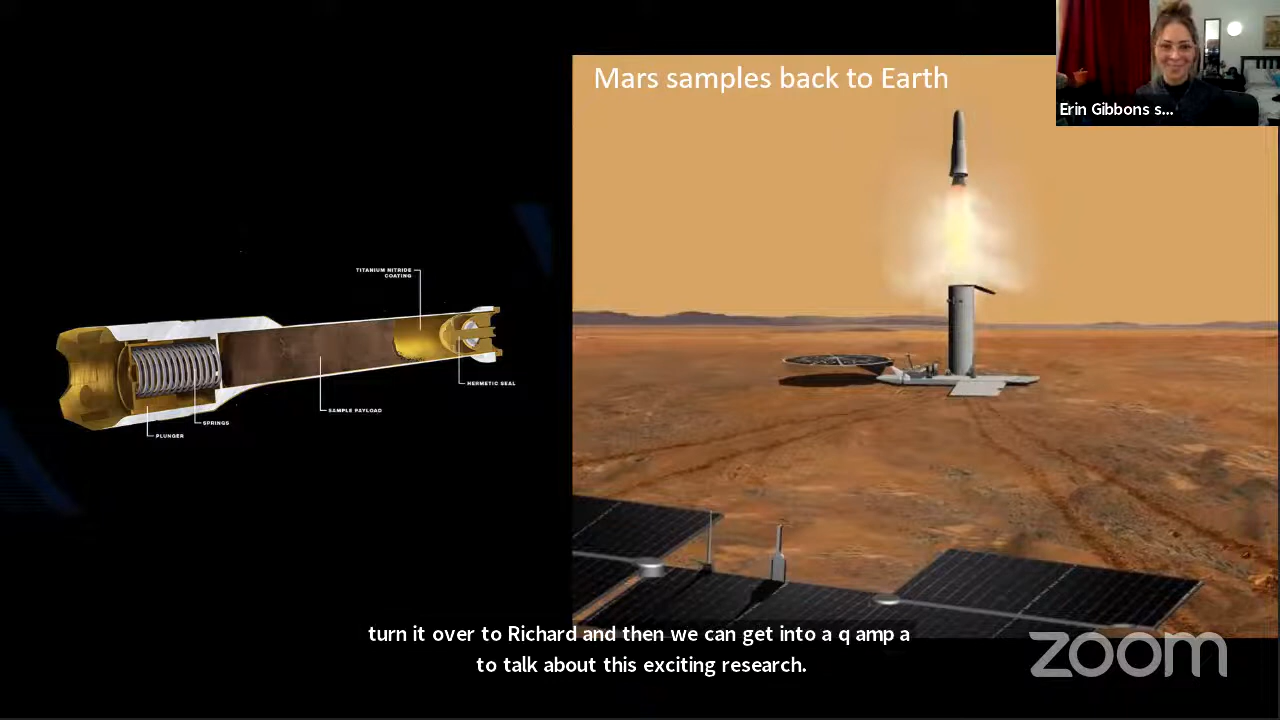 Mars samples back to Earth
Erin Gibbons s...
TITANIUM NITRIDE
COATING
HERMETIC SEAL
SAMPLE PAYLOAD
SPRINGS
PLUNGER
turn it over to Richard and then we can get into a q amp a
to talk about this exciting research.
zoom